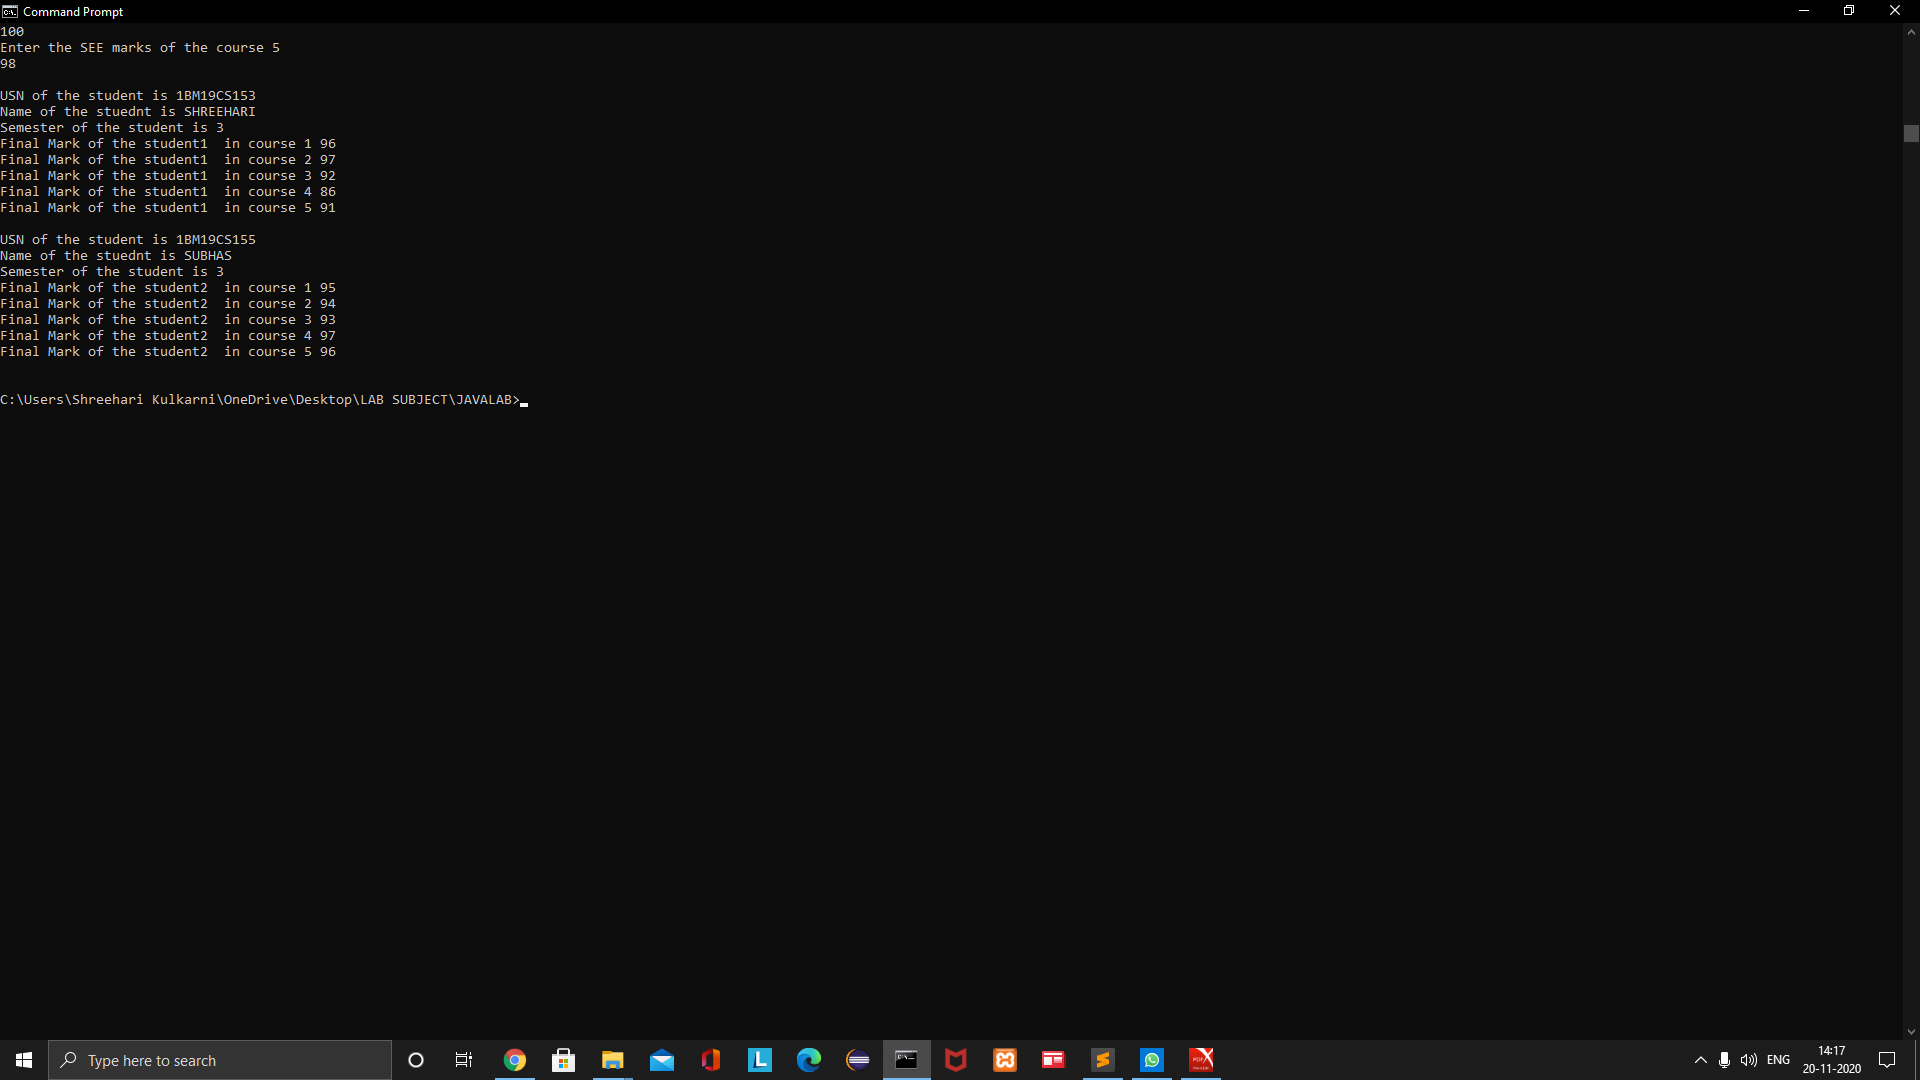 Command Prompt
100
Enter the SEE marks of the course 5
98
USN of the student is 1BM19CS153
Name of the stuednt is SHREEHARI
Semester of the student is 3
Final Mark of the student1  in course 1 96
Final Mark of the student1  in course 2 97
Final Mark of the student1  in course 3 92
Final Mark of the student1  in course 4 86
Final Mark of the student1  in course 5 91
USN of the student is 1BM19CS155
Name of the stuednt is SUBHAS
Semester of the student is 3
Final Mark of the student2  in course 1 95
Final Mark of the student2  in course 2 94
Final Mark of the student2  in course 3 93
Final Mark of the student2  in course 4 97
Final Mark of the student2  in course 5 96
C:\Users\Shreehari Kulkarni\OneDrive\Desktop\LAB SUBJECT\JAVALAB>
Type here to search
L
PDF
ENG
14:17
20-11-2020